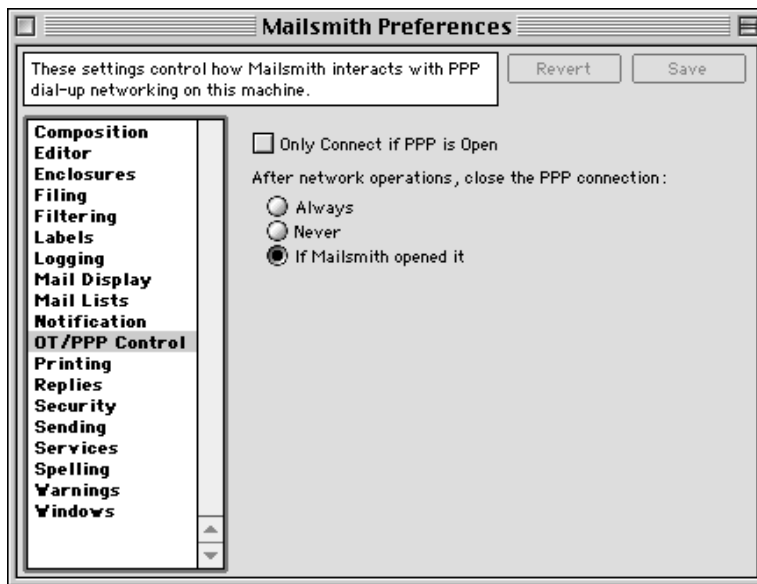 Mailsmith Preferences
These settings control how Mailsmith interacts with PPP
dial-up networking on this machine.
Revert
Save
Composition
Editor
Enclosures
Filing
Filtering
Labels
Logging
Mail Display
Mail Lists
Notification
OT/PPP Control
Printing
Replies
Security
Sending
Services
Spelling
Warnings
Windows
Only Connect if PPP is Open
After network operations, close the PPP connection:
Always
Never
If Mailsmith opened it